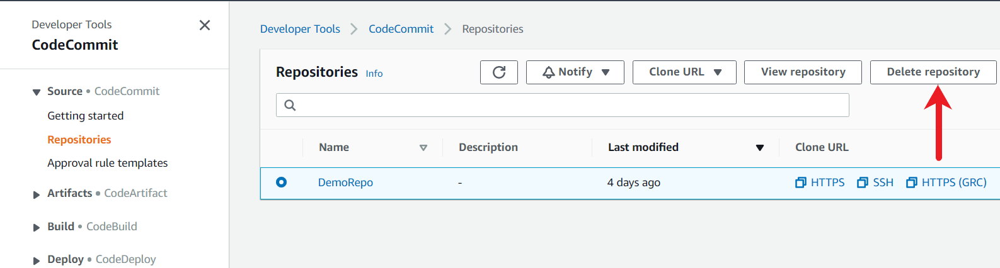 Developer Tools
CodeCommit
Source • CodeCommit
Getting started
Repositories
Approval rule templates
Artifacts • CodeArtifact
Build • CodeBuild
Deploy • CodeDeploy
Developer Tools > CodeCommit > Repositories
Repositories Info Notify Clone URL View repository Delete repository
Name Description Last modified Clone URL
DemoRepo - 4 days ago HTTPS SSH HTTPS (GRC)